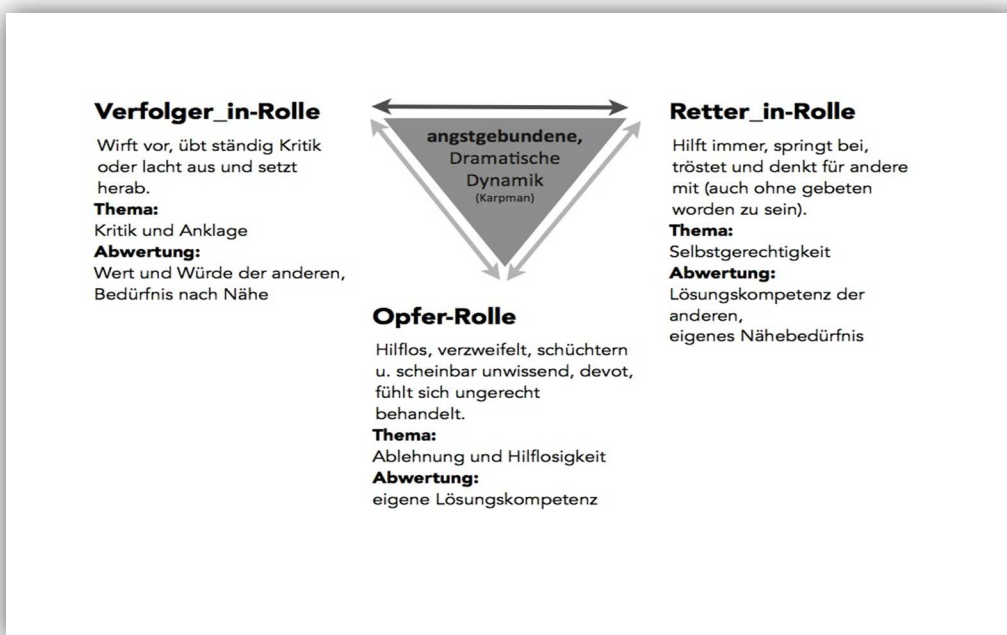 Verfolger_in-Rolle
Wirft vor, übt ständig Kritik
oder lacht aus und setzt
herab.
Thema:
Kritik und Anklage
Abwertung:
Wert und Würde der anderen,
Bedürfnis nach Nähe
angstgebundene,
Dramatische
Dynamik
(Karpman)
Retter_in-Rolle
Hilft immer, springt bei,
tröstet und denkt für andere
mit (auch ohne gebeten
worden zu sein).
Thema:
Selbstgerechtigkeit
Abwertung:
Lösungskompetenz der
anderen,
eigenes Nähebedürfnis
Opfer-Rolle
Hilflos, verzweifelt, schüchtern
u. scheinbar unwissend, devot,
fühlt sich ungerecht
behandelt.
Thema:
Ablehnung und Hilflosigkeit
Abwertung:
eigene Lösungskompetenz